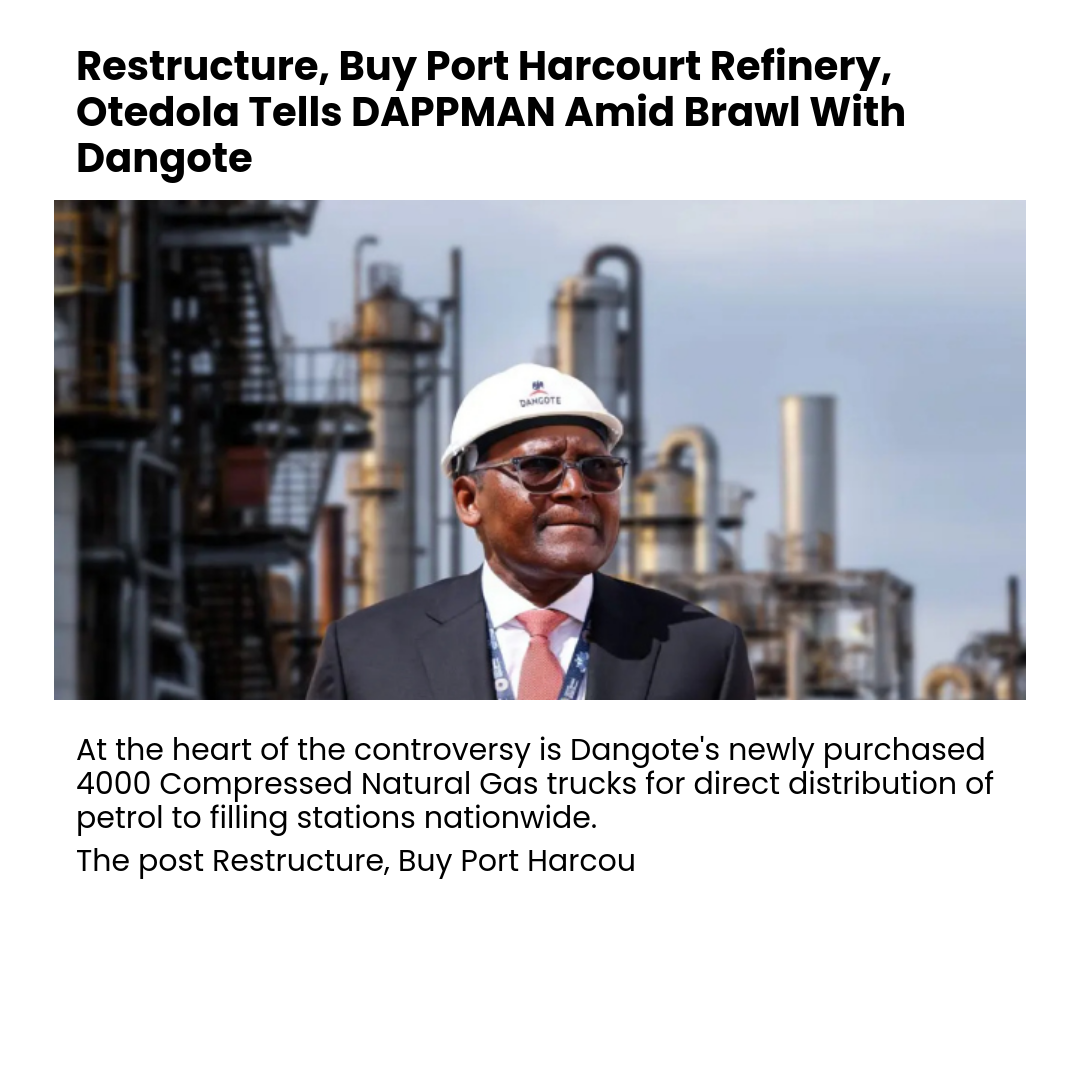 Restructure, Buy Port Harcourt Refinery,
Otedola Tells DAPPMAN Amid Brawl With
Dangote
DANGOTE
At the heart of the controversy is Dangote's newly purchased
4000 Compressed Natural Gas trucks for direct distribution of
petrol to filling stations nationwide.
The post Restructure, Buy Port Harcou